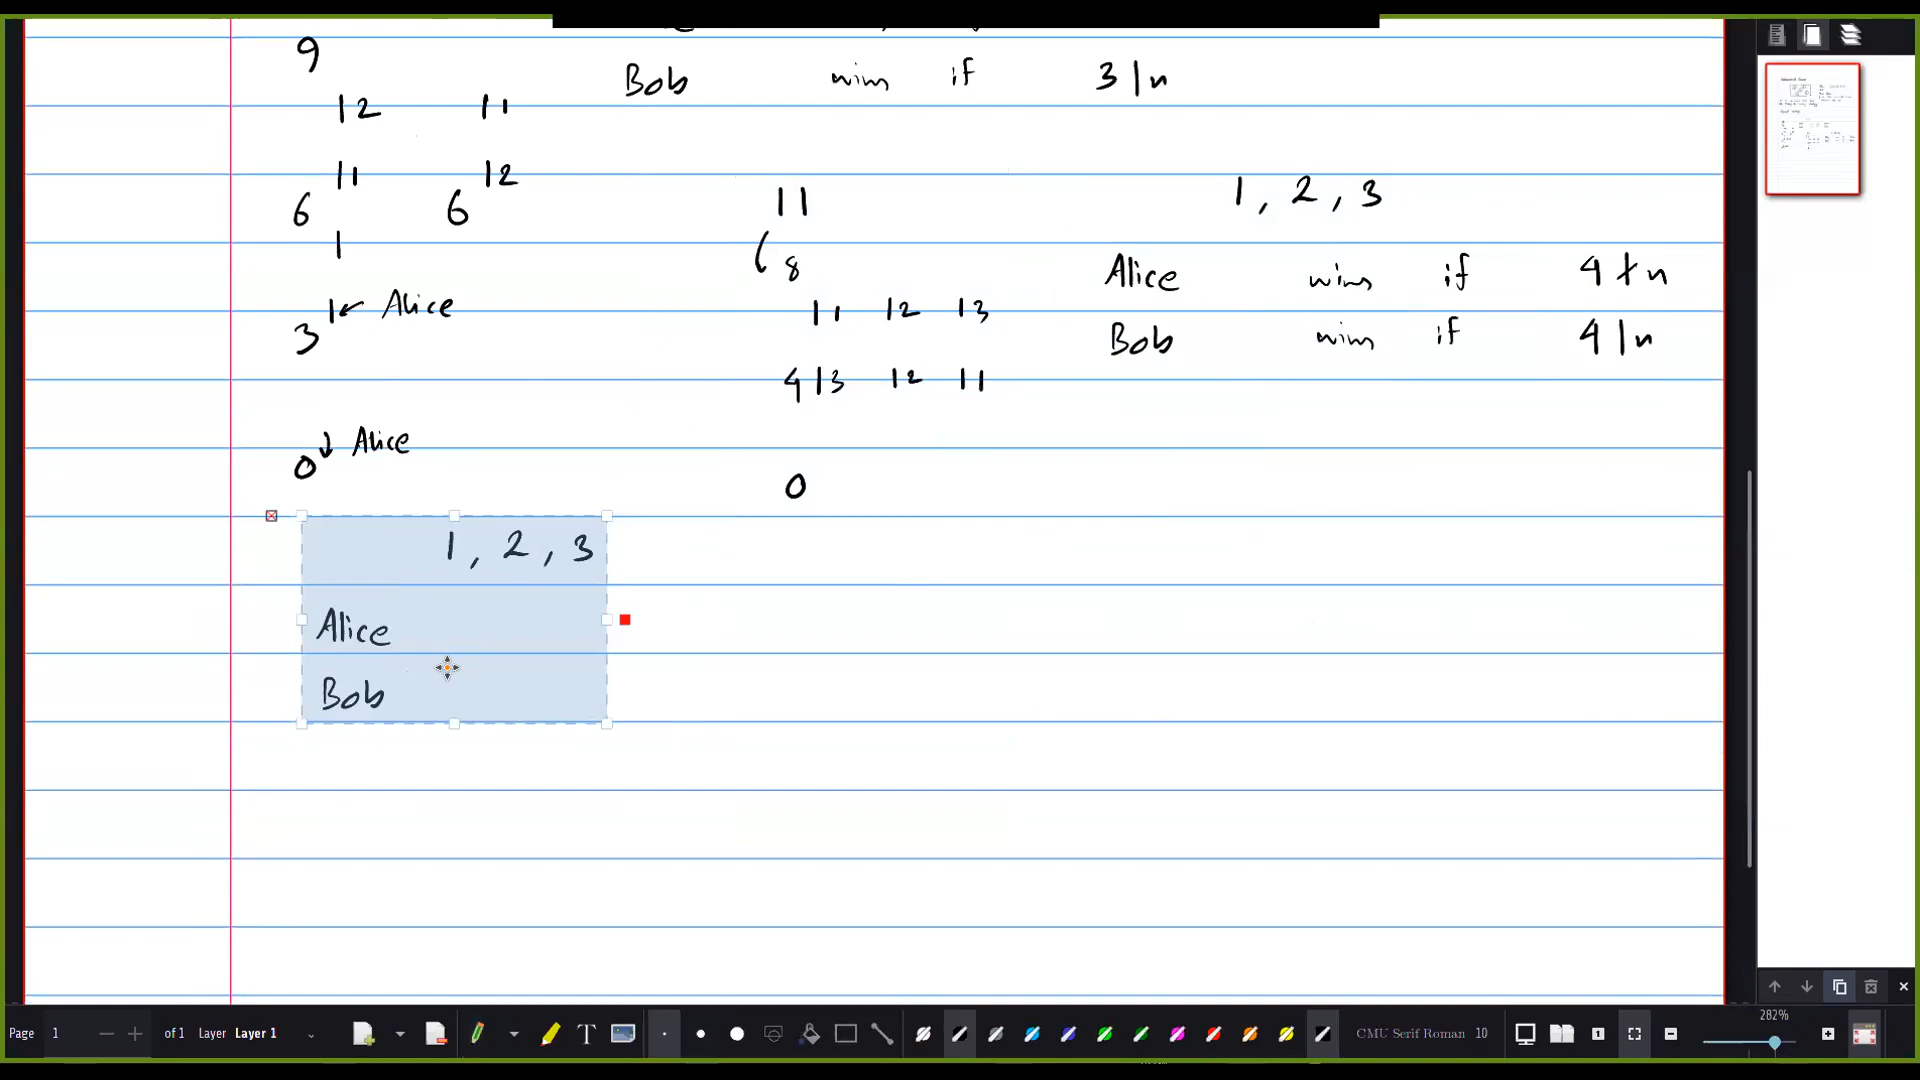 9
Bob wins if 3 | n
12 11
11 12
6 6
1
3 1 ← Alice
0 ↓ Alice
11
( 8
11 12 13
4 13 12 11
0
1, 2, 3
Alice wins if 4 ∤ n
Bob wins if 4 | n
1, 2, 3
Alice
Bob
Page 1 of 1 Layer Layer 1
T
CMU Serif Roman 10
282%